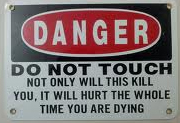 DANGER
DO NOT TOUCH
NOT ONLY WILL THIS KILL
YOU, IT WILL HURT THE WHOLE
TIME YOU ARE DYING